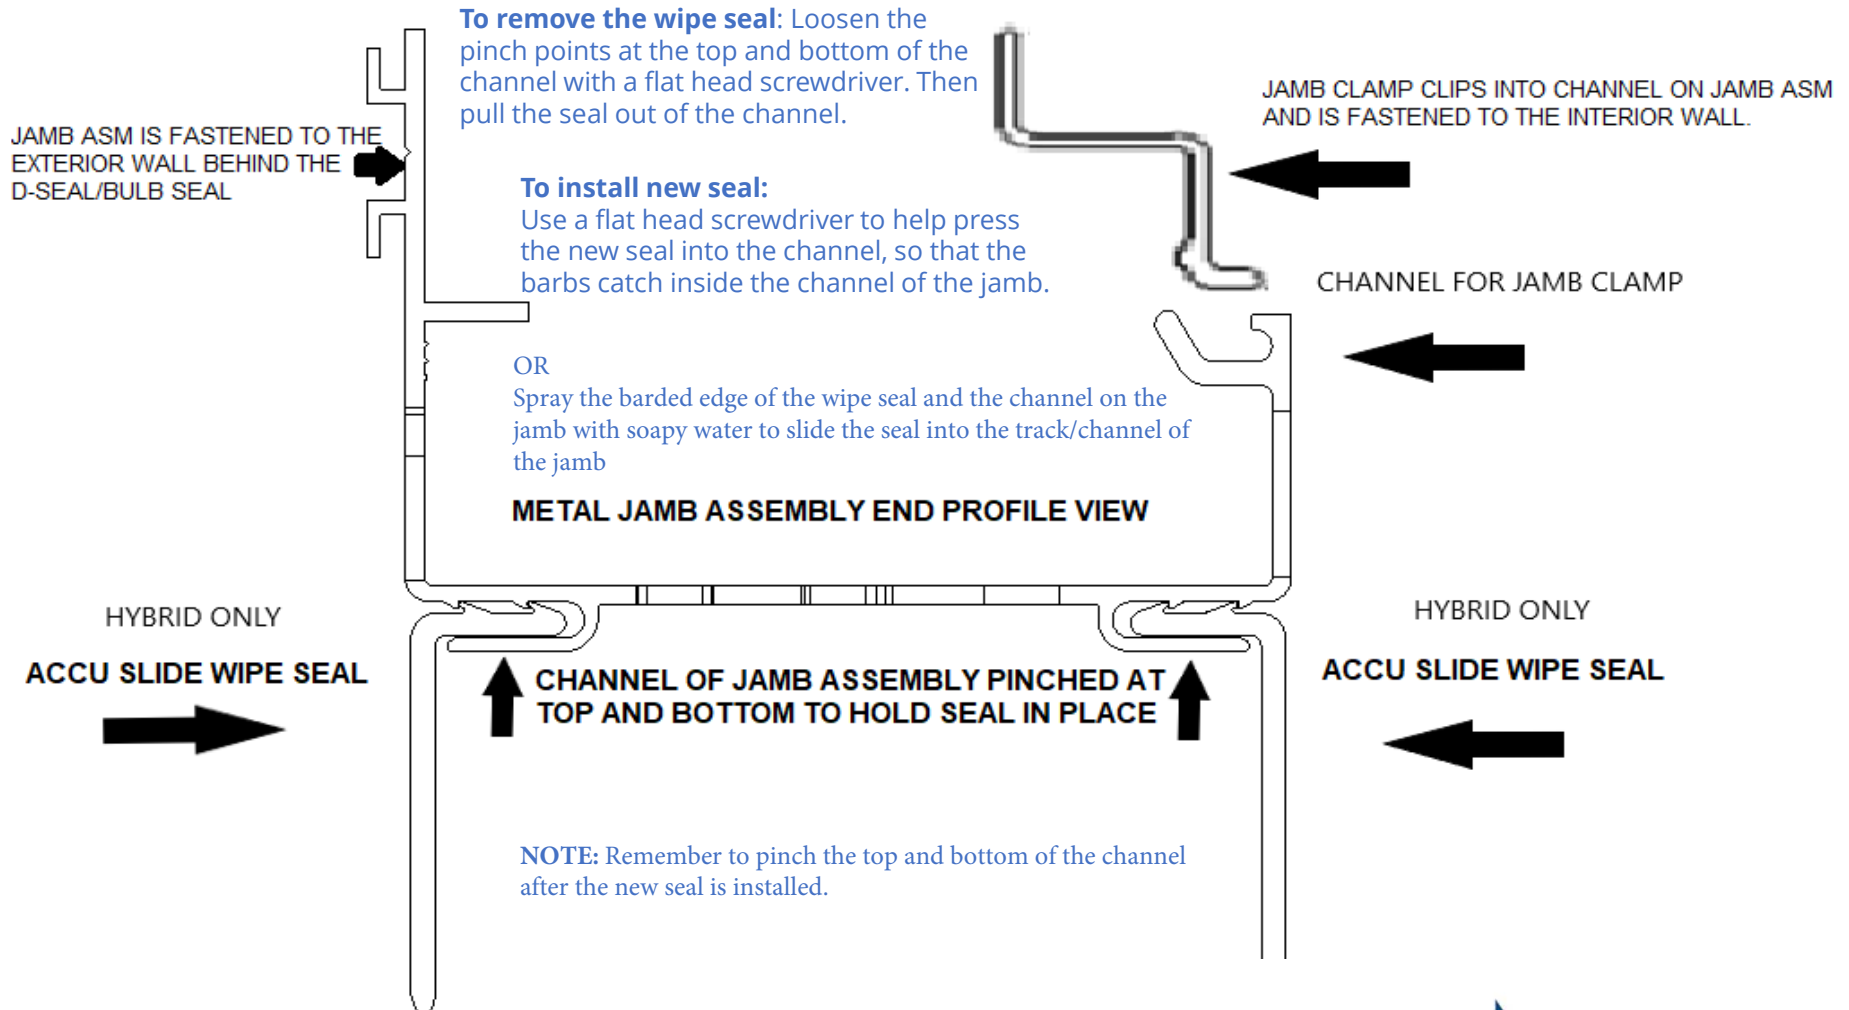 To remove the wipe seal: Loosen the
pinch points at the top and bottom of the
channel with a flat head screwdriver. Then
pull the seal out of the channel.
JAMB CLAMP CLIPS INTO CHANNEL ON JAMB ASM
AND IS FASTENED TO THE INTERIOR WALL.
JAMB ASM IS FASTENED TO THE
EXTERIOR WALL BEHIND THE
D-SEAL/BULB SEAL
To install new seal:
Use a flat head screwdriver to help press
the new seal into the channel, so that the
barbs catch inside the channel of the jamb.
CHANNEL FOR JAMB CLAMP
OR
Spray the barded edge of the wipe seal and the channel on the
jamb with soapy water to slide the seal into the track/channel of
the jamb
METAL JAMB ASSEMBLY END PROFILE VIEW
HYBRID ONLY
ACCU SLIDE WIPE SEAL
HYBRID ONLY
ACCU SLIDE WIPE SEAL
CHANNEL OF JAMB ASSEMBLY PINCHED AT
TOP AND BOTTOM TO HOLD SEAL IN PLACE
NOTE: Remember to pinch the top and bottom of the channel
after the new seal is installed.